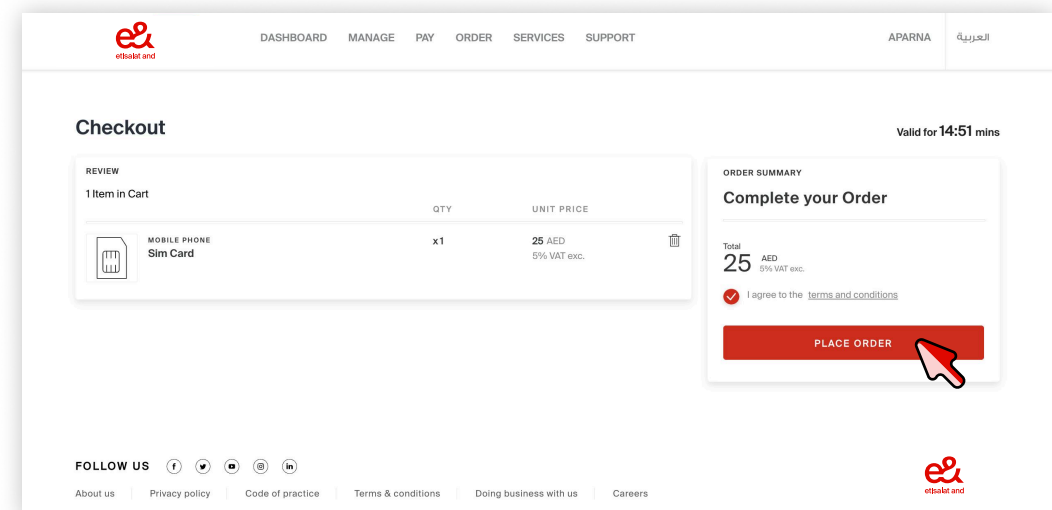 e&
etisalat and
DASHBOARD MANAGE PAY ORDER SERVICES SUPPORT
APARNA
العربية
Checkout
Valid for 14:51 mins
REVIEW
1 Item in Cart
QTY UNIT PRICE
MOBILE PHONE
Sim Card
x 1
25 AED
5% VAT exc.
ORDER SUMMARY
Complete your Order
Total
25 AED
5% VAT exc.
I agree to the terms and conditions
PLACE ORDER
FOLLOW US
About us Privacy policy Code of practice Terms & conditions Doing business with us Careers
e&
etisalat and